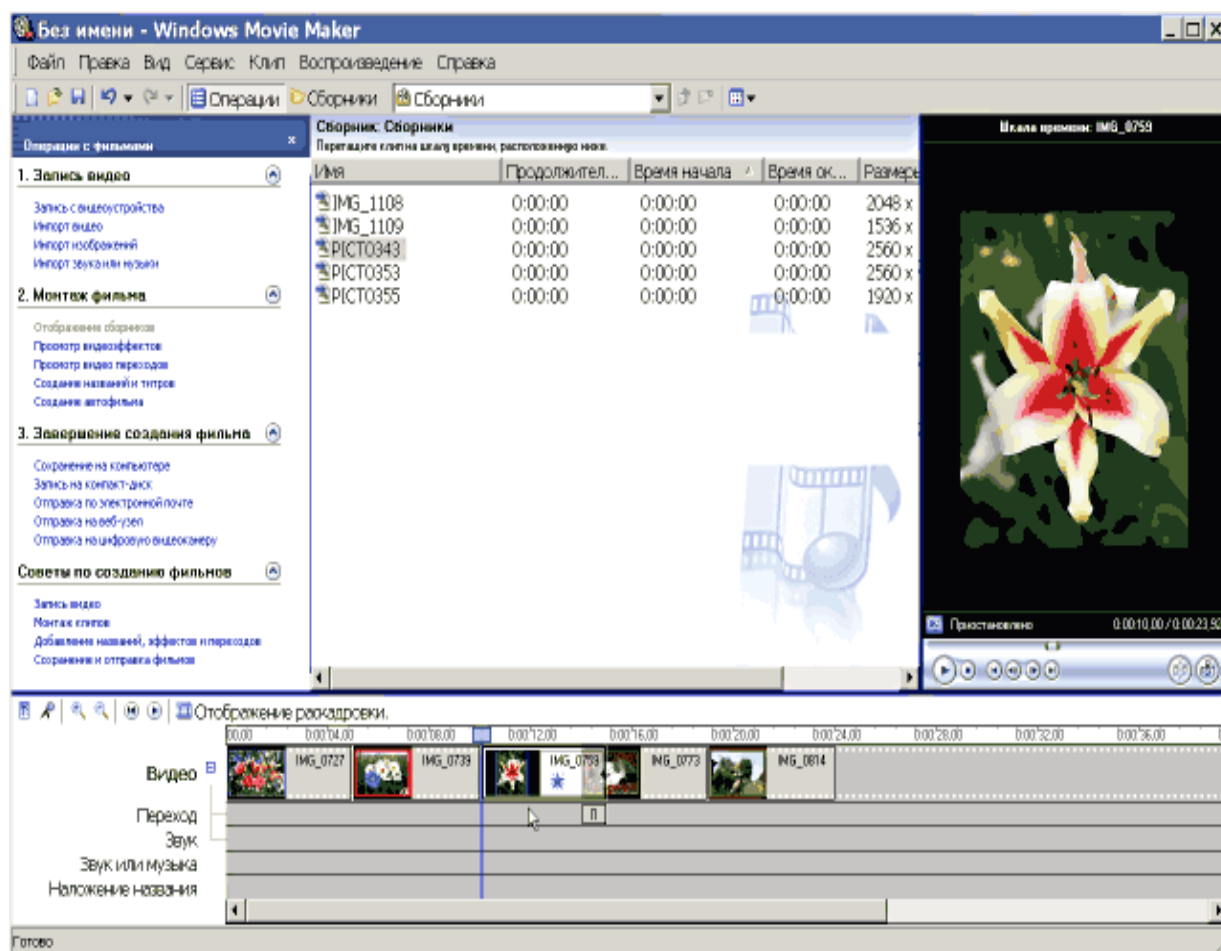 Без имени - Windows Movie Maker
Файл Правка Вид Сервис Клип Воспроизведение Справка
Операции Сборники Сборники
Операции с фильмами
1. Запись видео
Запись с видеоустройства
Импорт видео
Импорт изображений
Импорт звука или музыки
2. Монтаж фильма
Отображение сборников
Просмотр видеоэффектов
Просмотр видео переходов
Создание названий и титров
Создание автофильма
3. Завершение создания фильма
Сохранение на компьютере
Запись на компакт-диск
Отправка по электронной почте
Отправка на веб-узел
Отправка на цифровую видеокамеру
Советы по созданию фильмов
Запись видео
Монтаж клипов
Добавление названий, эффектов и переходов
Сохранение и отправка фильмов
Сборник: Сборники
Перетащите клип на шкалу времени, расположенную ниже.
Имя Продолжител... Время начала Время ок... Размеры
IMG_1108 0:00:00 0:00:00 0:00:00 2048 x
IMG_1109 0:00:00 0:00:00 0:00:00 1536 x
PICT0343 0:00:00 0:00:00 0:00:00 2560 x
PICT0353 0:00:00 0:00:00 0:00:00 2560 x
PICT0355 0:00:00 0:00:00 0:00:00 1920 x
Шкала времени: IMG_0759
Приостановлено 0:00:10,00 / 0:00:23,92
Отображение раскадровки.
00,00 0:00:04,00 0:00:08,00 0:00:12,00 0:00:16,00 0:00:20,00 0:00:24,00 0:00:28,00 0:00:32,00 0:00:36,00
Видео IMG_0727 IMG_0739 IMG_0759 IMG_0773 IMG_0814
Переход П
Звук
Звук или музыка
Наложение названия
Готово